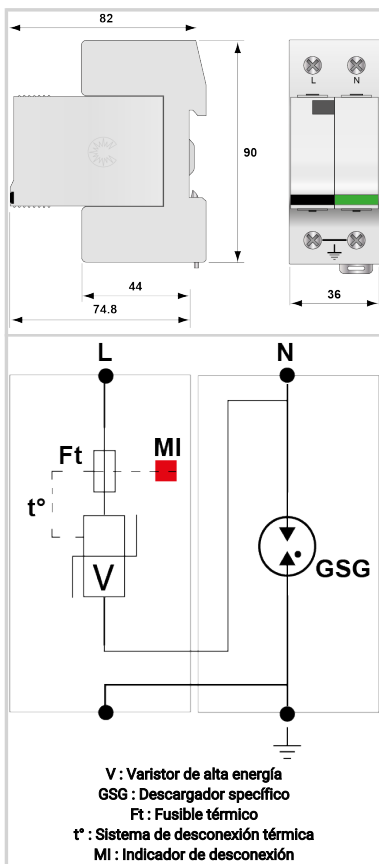 82
L N
90
44
74.8
36
L N
Ft MI
t°
V
GSG
V : Varistor de alta energía
GSG : Descargador specífico
Ft : Fusible térmico
t° : Sistema de desconexión térmica
MI : Indicador de desconexión